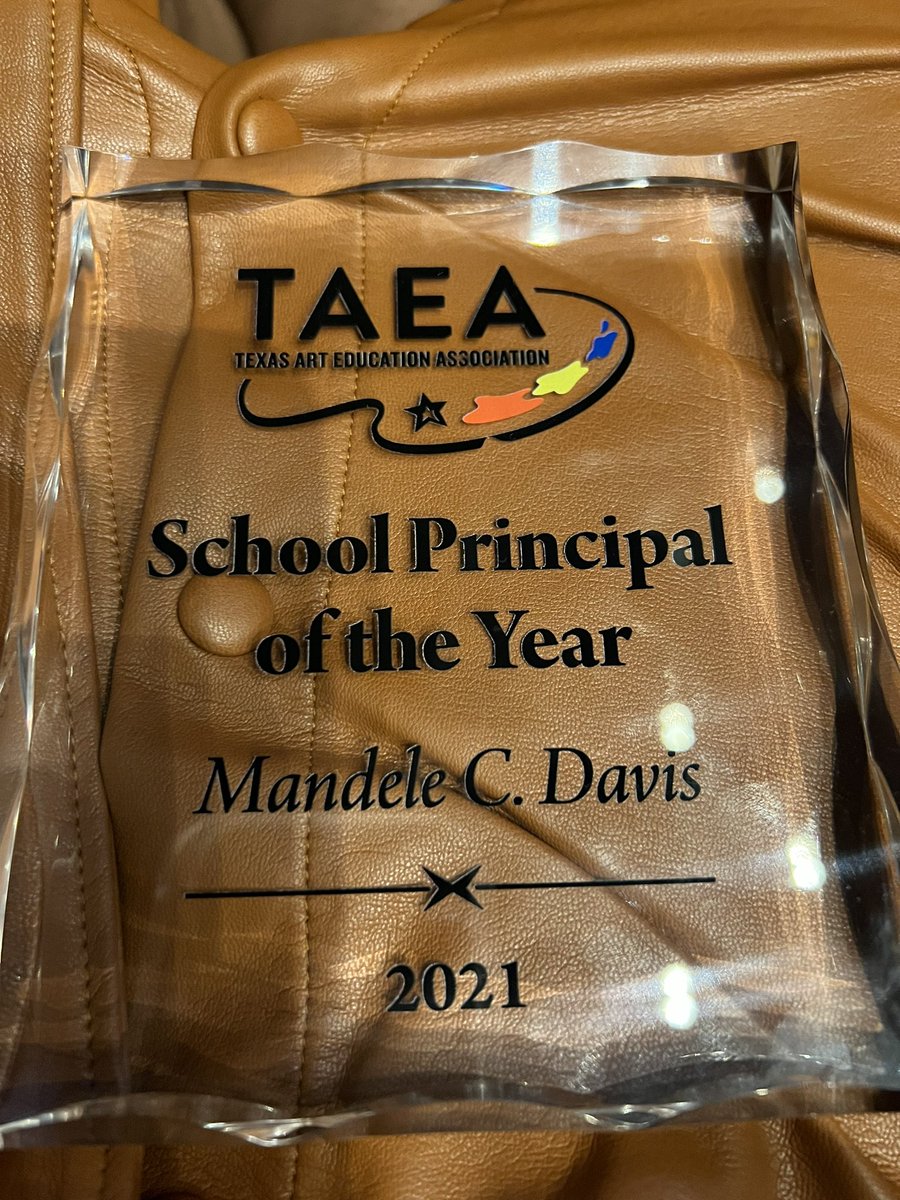 TAEA
TEXAS ART EDUCATION ASSOCIATION
School Principal
of the Year
Mandele C. Davis
2021